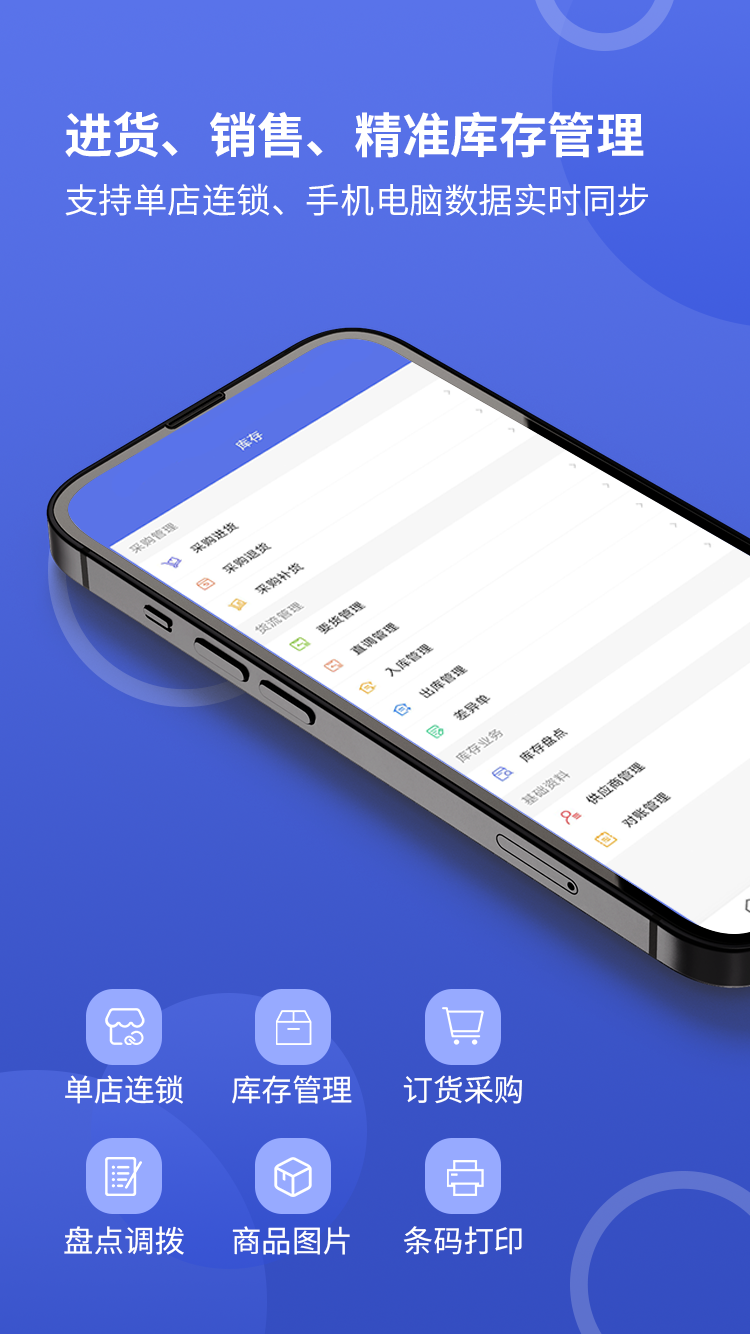 进货、销售、精准库存管理
支持单店连锁、手机电脑数据实时同步
库存
采购管理
采购进货
采购退货
采购补货
货流管理
要货管理
直调管理
入库管理
出库管理
差异单
库存业务
库存盘点
基础资料
供应商管理
对账管理
单店连锁
库存管理
订货采购
盘点调拨
商品图片
条码打印